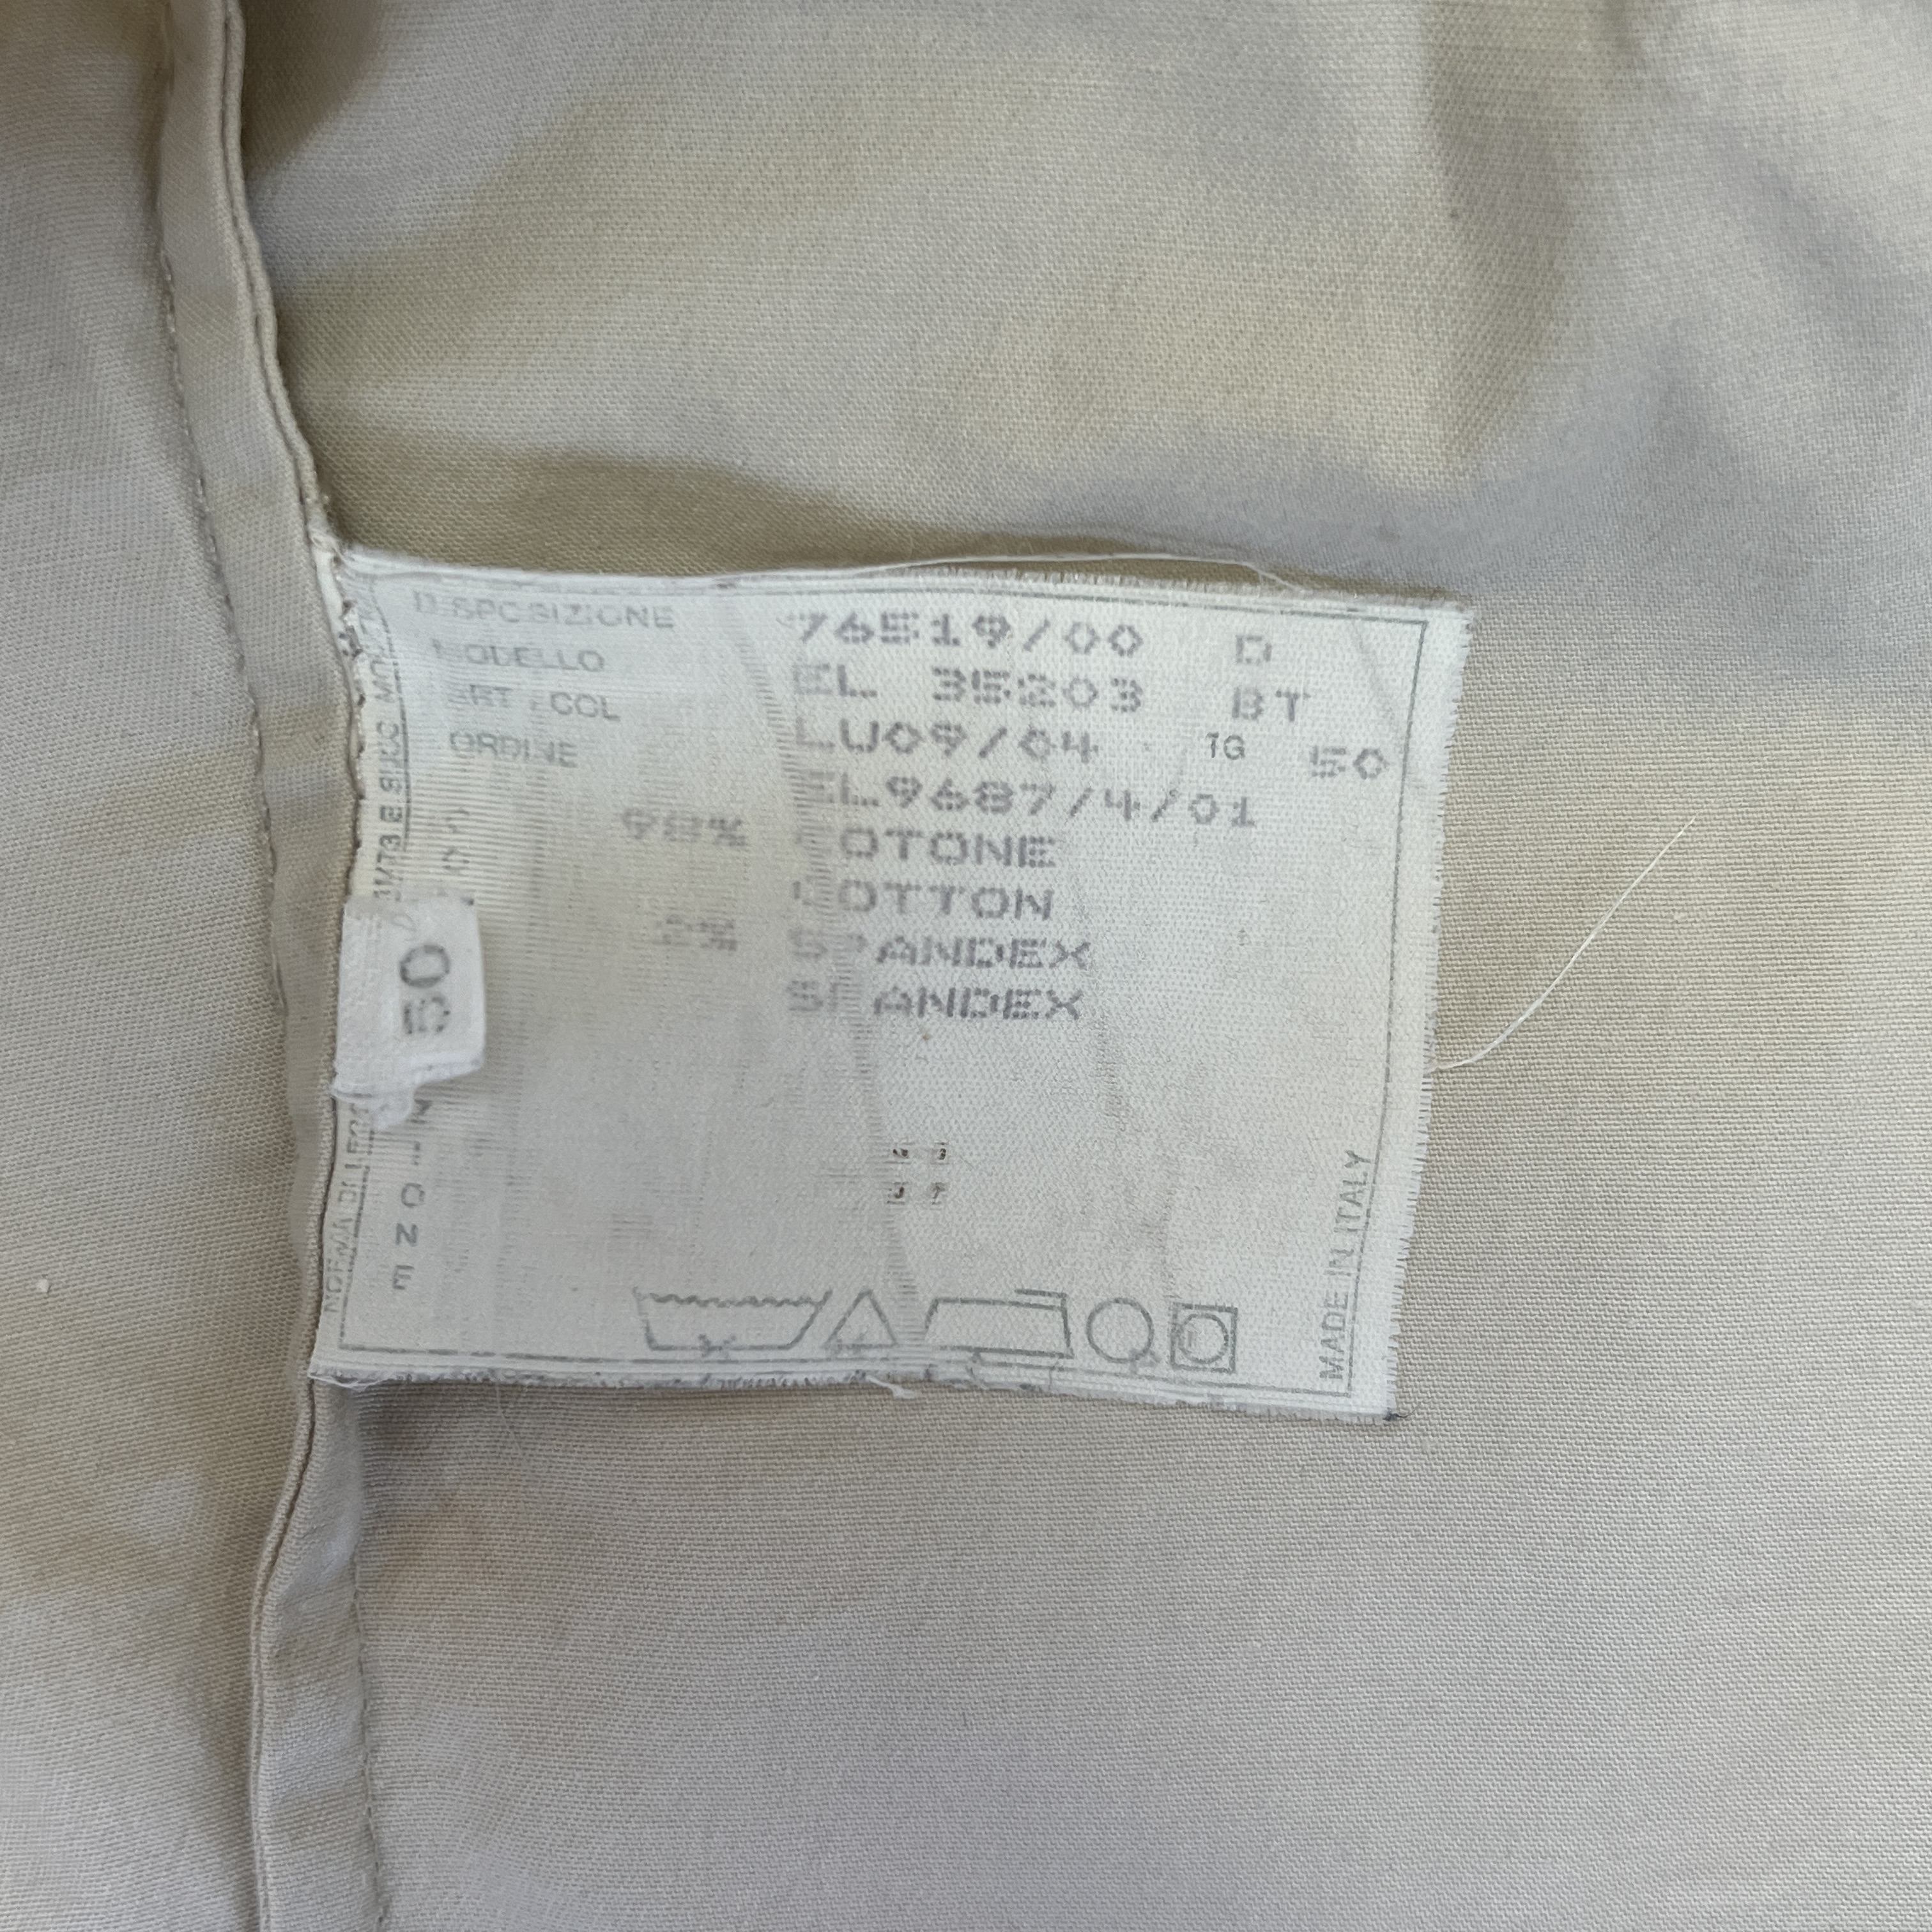 DISPOSIZIONE 76519/00 D
MODELLO EL 35203 BT
ART. COL LU09/04 TG 50
ORDINE EL9687/4/01
98% COTONE
COTTON
2% SPANDEX
SPANDEX
50
MADE IN ITALY